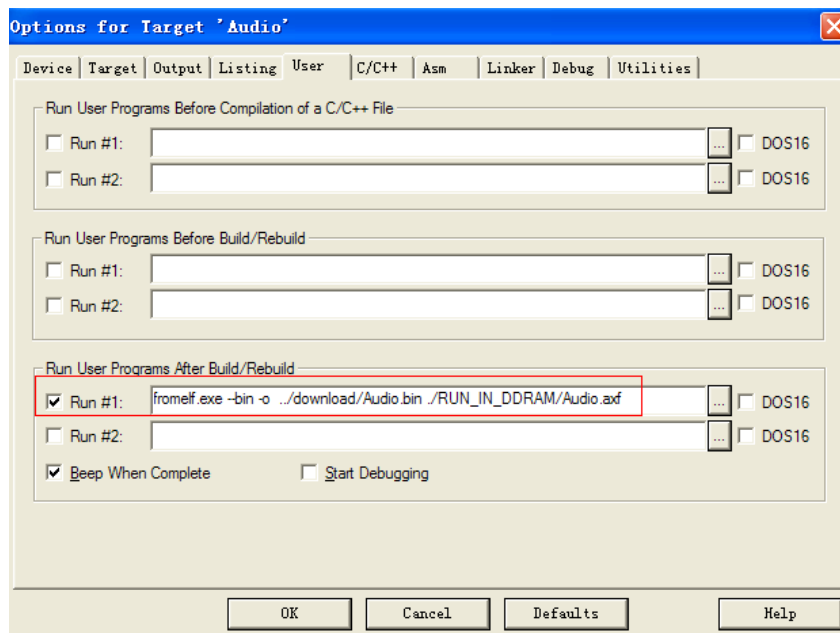 Options for Target 'Audio'
Device Target Output Listing User C/C++ Asm Linker Debug Utilities
Run User Programs Before Compilation of a C/C++ File
Run #1: ... DOS16
Run #2: ... DOS16
Run User Programs Before Build/Rebuild
Run #1: ... DOS16
Run #2: ... DOS16
Run User Programs After Build/Rebuild
Run #1: fromelf.exe --bin -o ../download/Audio.bin ./RUN_IN_DDRAM/Audio.axf ... DOS16
Run #2: ... DOS16
Beep When Complete Start Debugging
OK Cancel Defaults Help